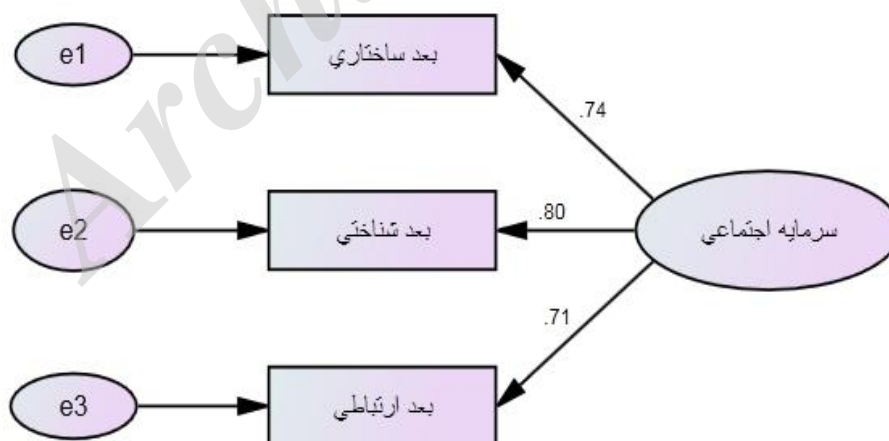 e1
بعد ساختاري
.74
e2
بعد شناختي
.80
سرمايه اجتماعي
.71
e3
بعد ارتباطي